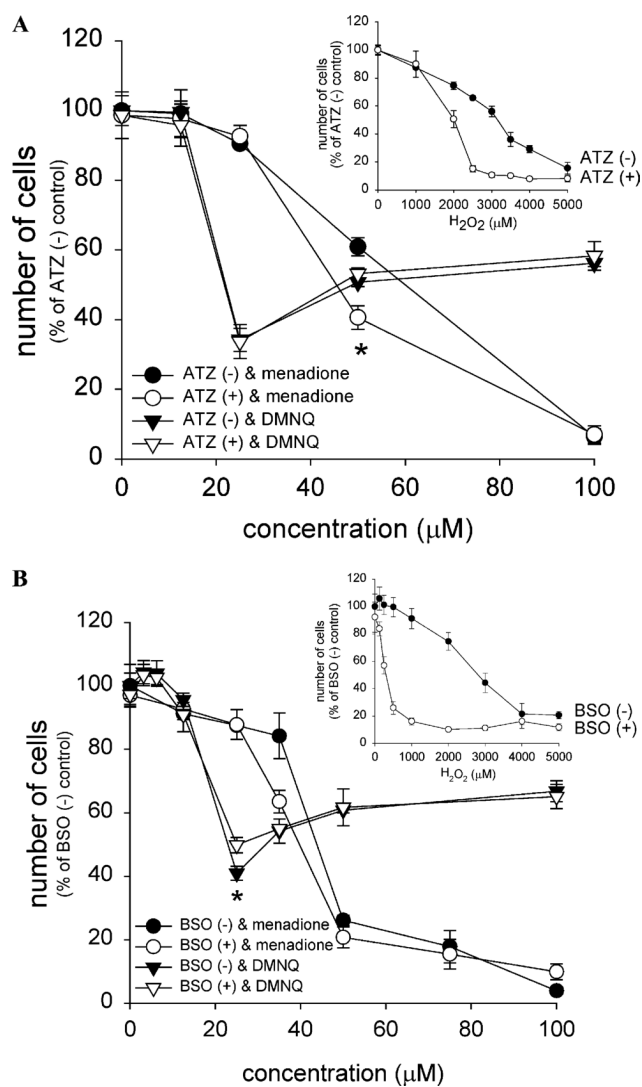 A
number of cells
(% of ATZ (-) control)
120
100
80
60
40
20
0
0 20 40 60 80 100
concentration (μM)
*
ATZ (-) & menadione
ATZ (+) & menadione
ATZ (-) & DMNQ
ATZ (+) & DMNQ
number of cells
(% of ATZ (-) control)
120
100
80
60
40
20
0
0 1000 2000 3000 4000 5000
H2O2 (μM)
ATZ (-)
ATZ (+)
B
number of cells
(% of BSO (-) control)
120
100
80
60
40
20
0
0 20 40 60 80 100
concentration (μM)
*
BSO (-) & menadione
BSO (+) & menadione
BSO (-) & DMNQ
BSO (+) & DMNQ
number of cells
(% of BSO (-) control)
120
100
80
60
40
20
0
0 1000 2000 3000 4000 5000
H2O2 (μM)
BSO (-)
BSO (+)